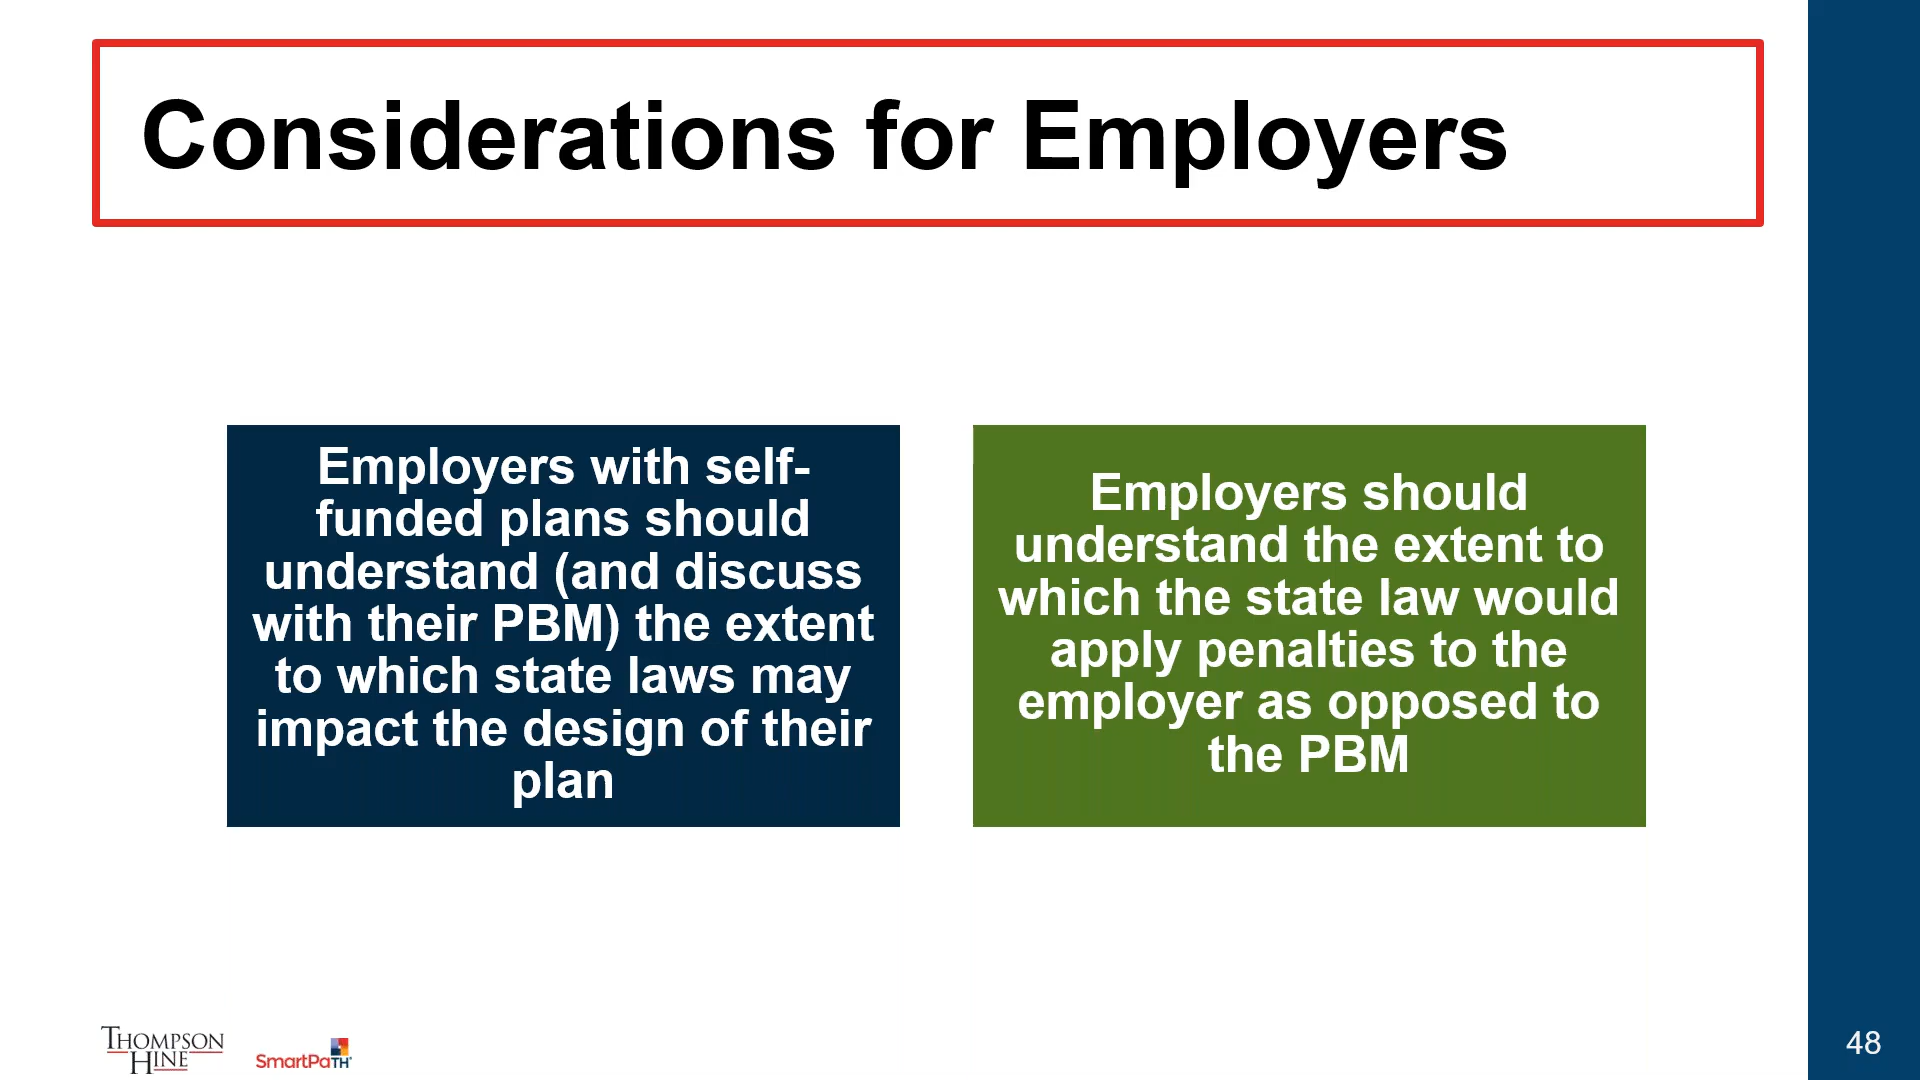 Considerations for Employers
Employers with self-
funded plans should
understand (and discuss
with their PBM) the extent
to which state laws may
impact the design of their
plan
Employers should
understand the extent to
which the state law would
apply penalties to the
employer as opposed to
the PBM
THOMPSON
HINE
SmartPaTH
48